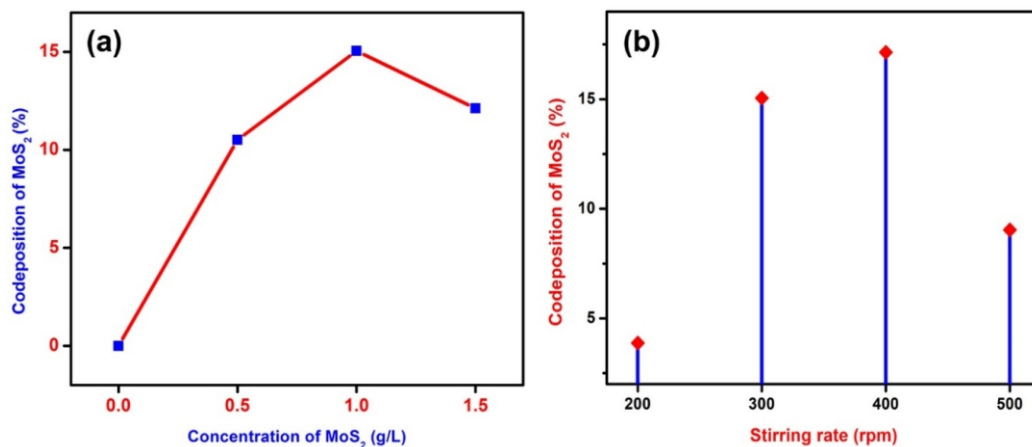 (a)
Codeposition of MoS₂ (%)
15
10
5
0
0.0 0.5 1.0 1.5
Concentration of MoS₂ (g/L)
(b)
Codeposition of MoS₂ (%)
15
10
5
200 300 400 500
Stirring rate (rpm)